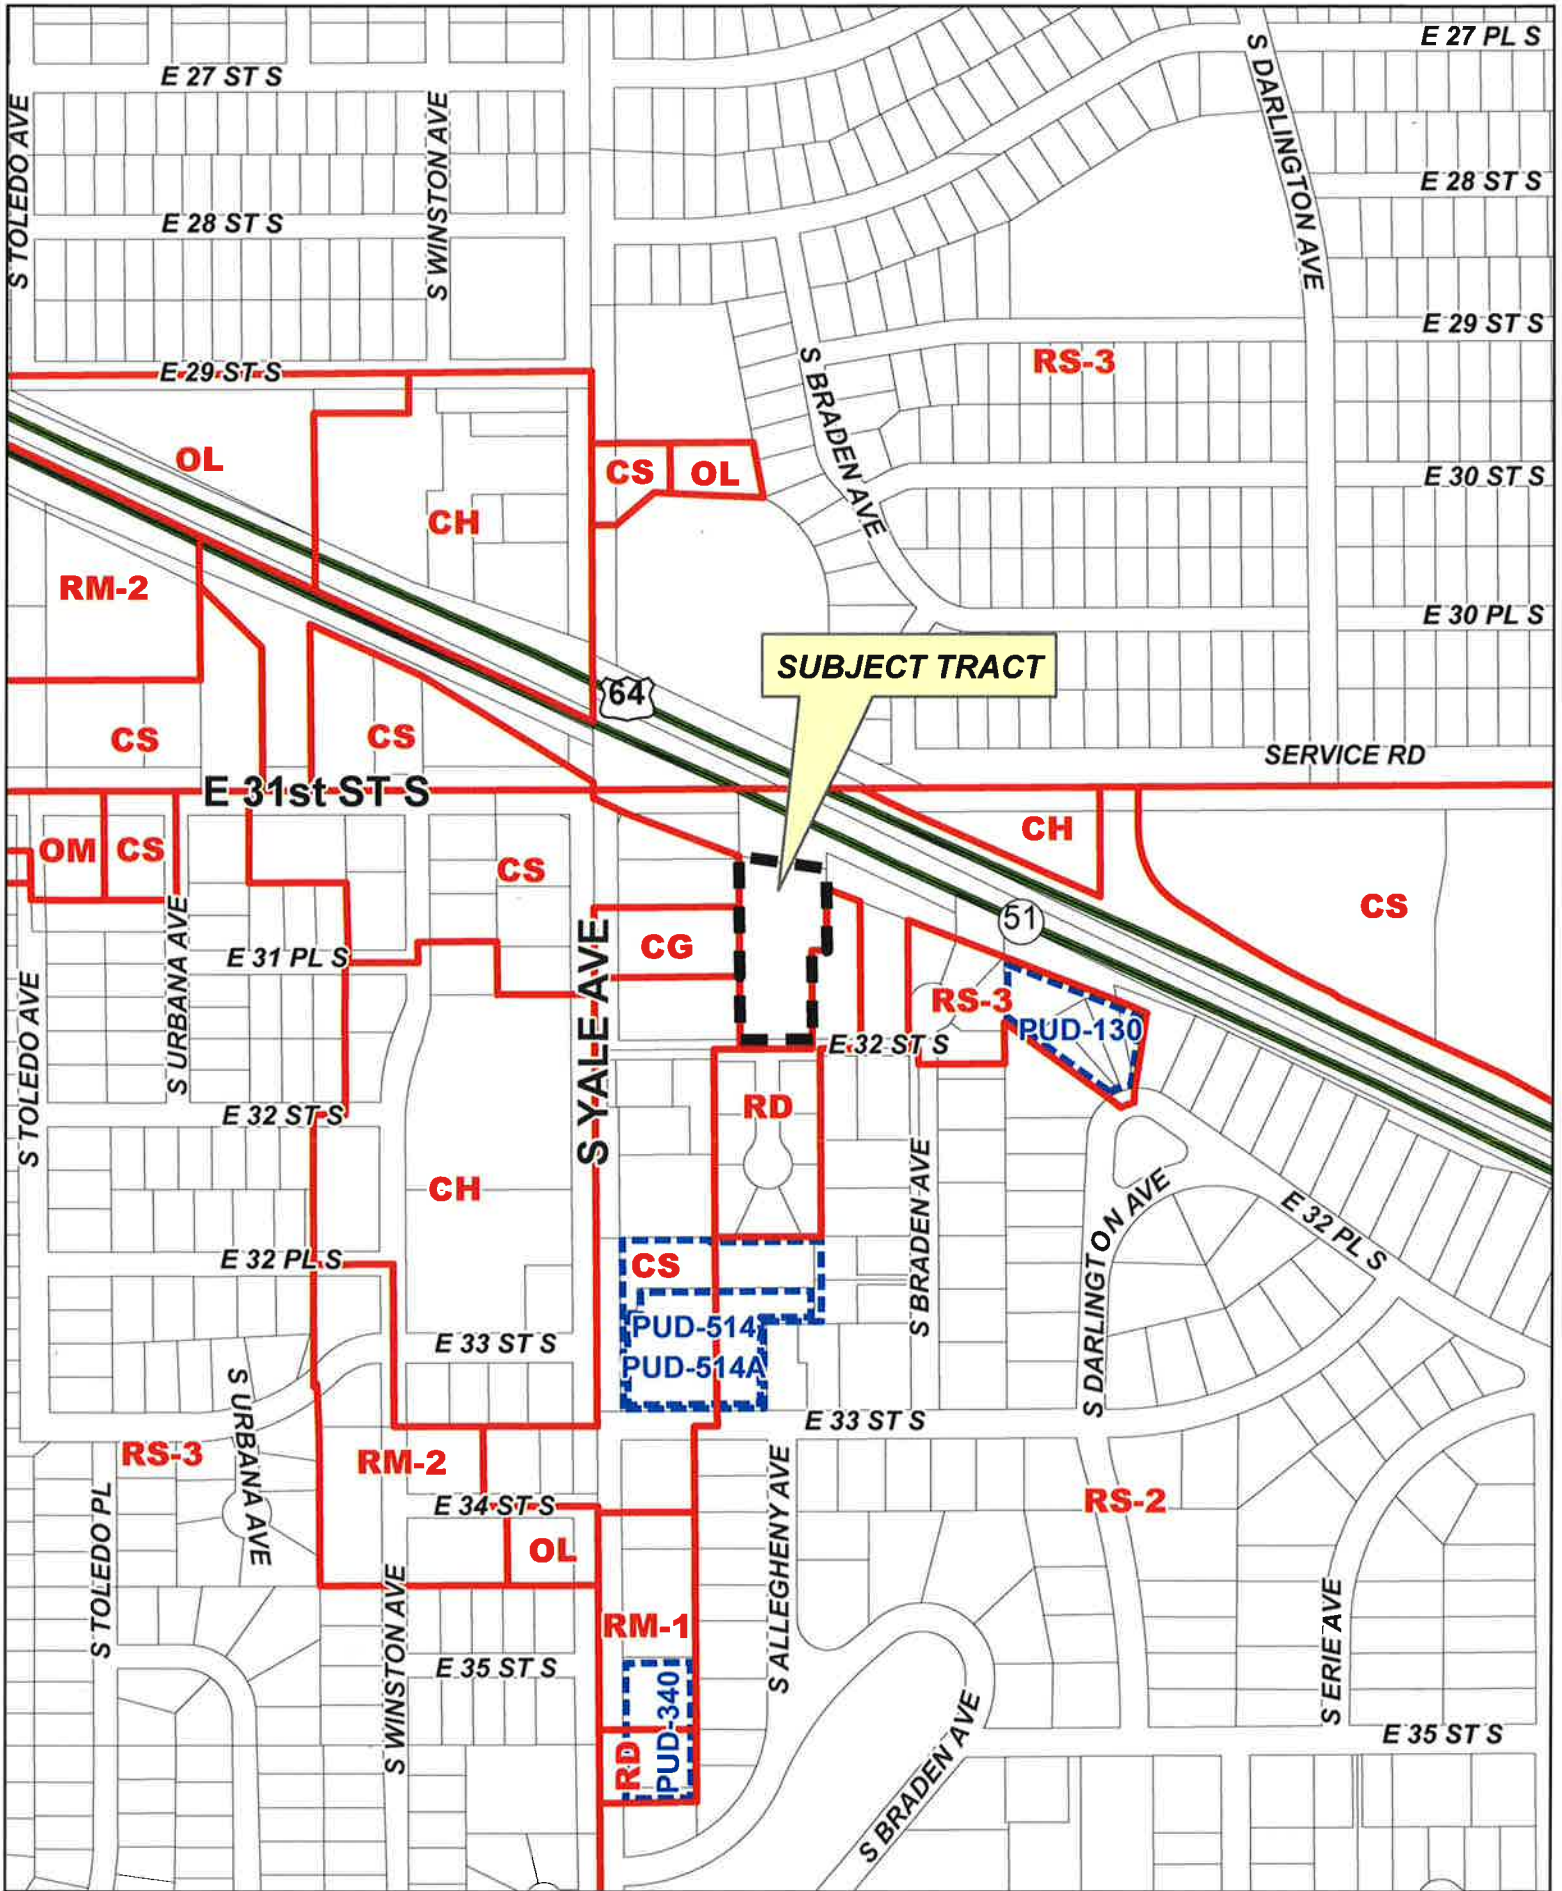 E 27 PL S
E 27 ST S
S DARLINGTON AVE
S TOLEDO AVE
S WINSTON AVE
E 28 ST S
E 28 ST S
E 29 ST S
S BRADEN AVE
RS-3
E 29 ST S
OL
CS
OL
E 30 ST S
CH
RM-2
E 30 PL S
SUBJECT TRACT
64
CS
CS
SERVICE RD
E 31st ST S
OM
CS
CS
CH
CS
51
S URBANA AVE
E 31 PL S
S YALE AVE
CG
RS-3
PUD-130
S TOLEDO AVE
E 32 ST S
E 32 ST S
RD
CH
S BRADEN AVE
S DARLINGTON AVE
E 32 PL S
E 32 PL S
CS
PUD-514
PUD-514A
E 33 ST S
S URBANA AVE
E 33 ST S
RS-3
RM-2
S ALLEGHENY AVE
RS-2
E 34 ST S
S TOLEDO PL
OL
S WINSTON AVE
RM-1
S ERIE AVE
E 35 ST S
PUD-340
RD
S BRADEN AVE
E 35 ST S